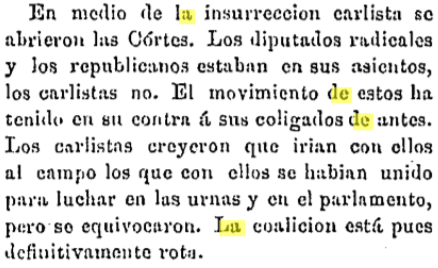 En medio de la insurreccion carlista se
abrieron las Córtes. Los diputados radicales
y los republicanos estaban en sus asientos,
los carlistas no. El movimiento de estos ha
tenido en su contra á sus coligados de antes.
Los carlistas creyeron que irian con ellos
al campo los que con ellos se habian unido
para luchar en las urnas y en el parlamento,
pero se equivocaron. La coalicion está pues
definitivamente rota.